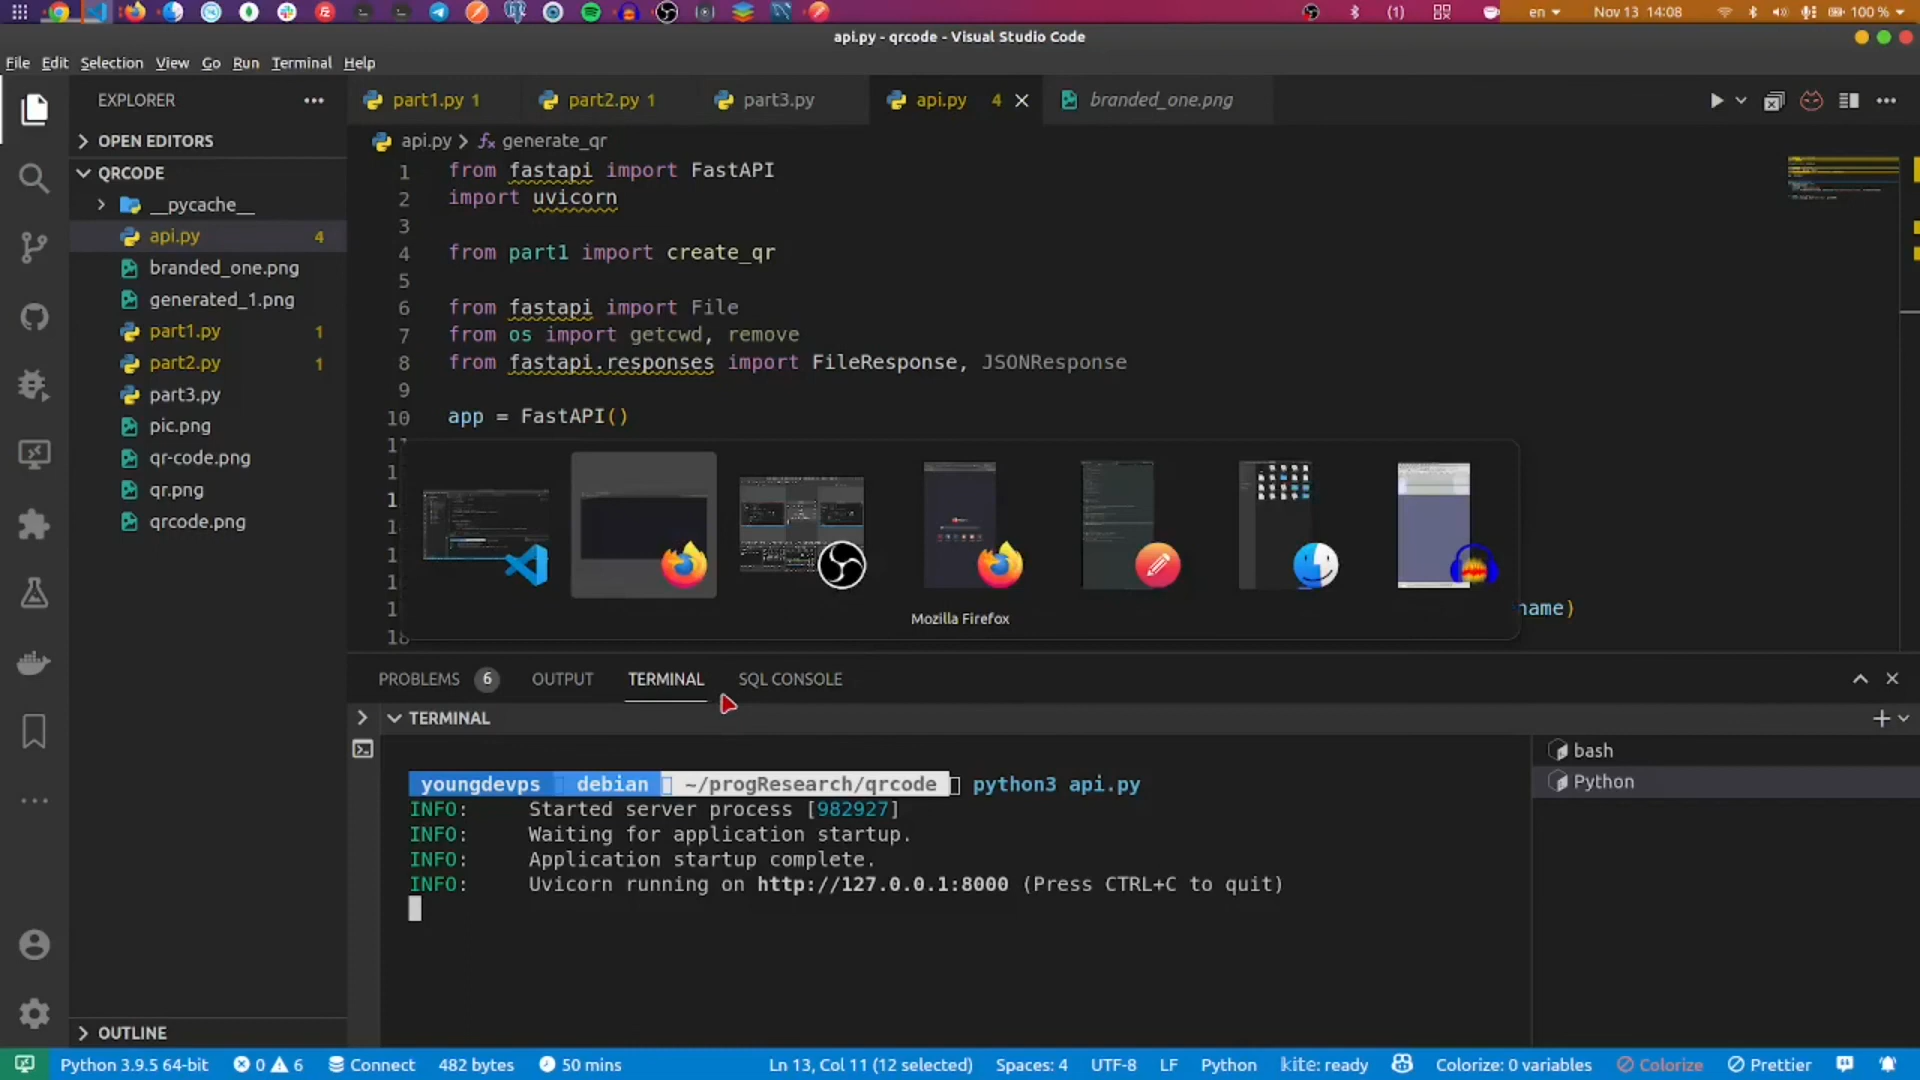 en
Nov 13 14:08
100 %
(1)
api.py - qrcode - Visual Studio Code
File Edit Selection View Go Run Terminal Help
EXPLORER
part1.py 1
part2.py 1
part3.py
api.py 4
branded_one.png
OPEN EDITORS
api.py > generate_qr
QRCODE
__pycache__
api.py 4
branded_one.png
generated_1.png
part1.py 1
part2.py 1
part3.py
pic.png
qr-code.png
qr.png
qrcode.png
OUTLINE
1 from fastapi import FastAPI
2 import uvicorn
3
4 from part1 import create_qr
5
6 from fastapi import File
7 from os import getcwd, remove
8 from fastapi.responses import FileResponse, JSONResponse
9
10 app = FastAPI()
name)
18
Mozilla Firefox
PROBLEMS 6 OUTPUT TERMINAL SQL CONSOLE
TERMINAL
youngdevps debian ~/progResearch/qrcode python3 api.py
INFO: Started server process [982927]
INFO: Waiting for application startup.
INFO: Application startup complete.
INFO: Uvicorn running on http://127.0.0.1:8000 (Press CTRL+C to quit)
bash
Python
Python 3.9.5 64-bit 0 6 Connect 482 bytes 50 mins Ln 13, Col 11 (12 selected) Spaces: 4 UTF-8 LF Python kite: ready Colorize: 0 variables Colorize Prettier